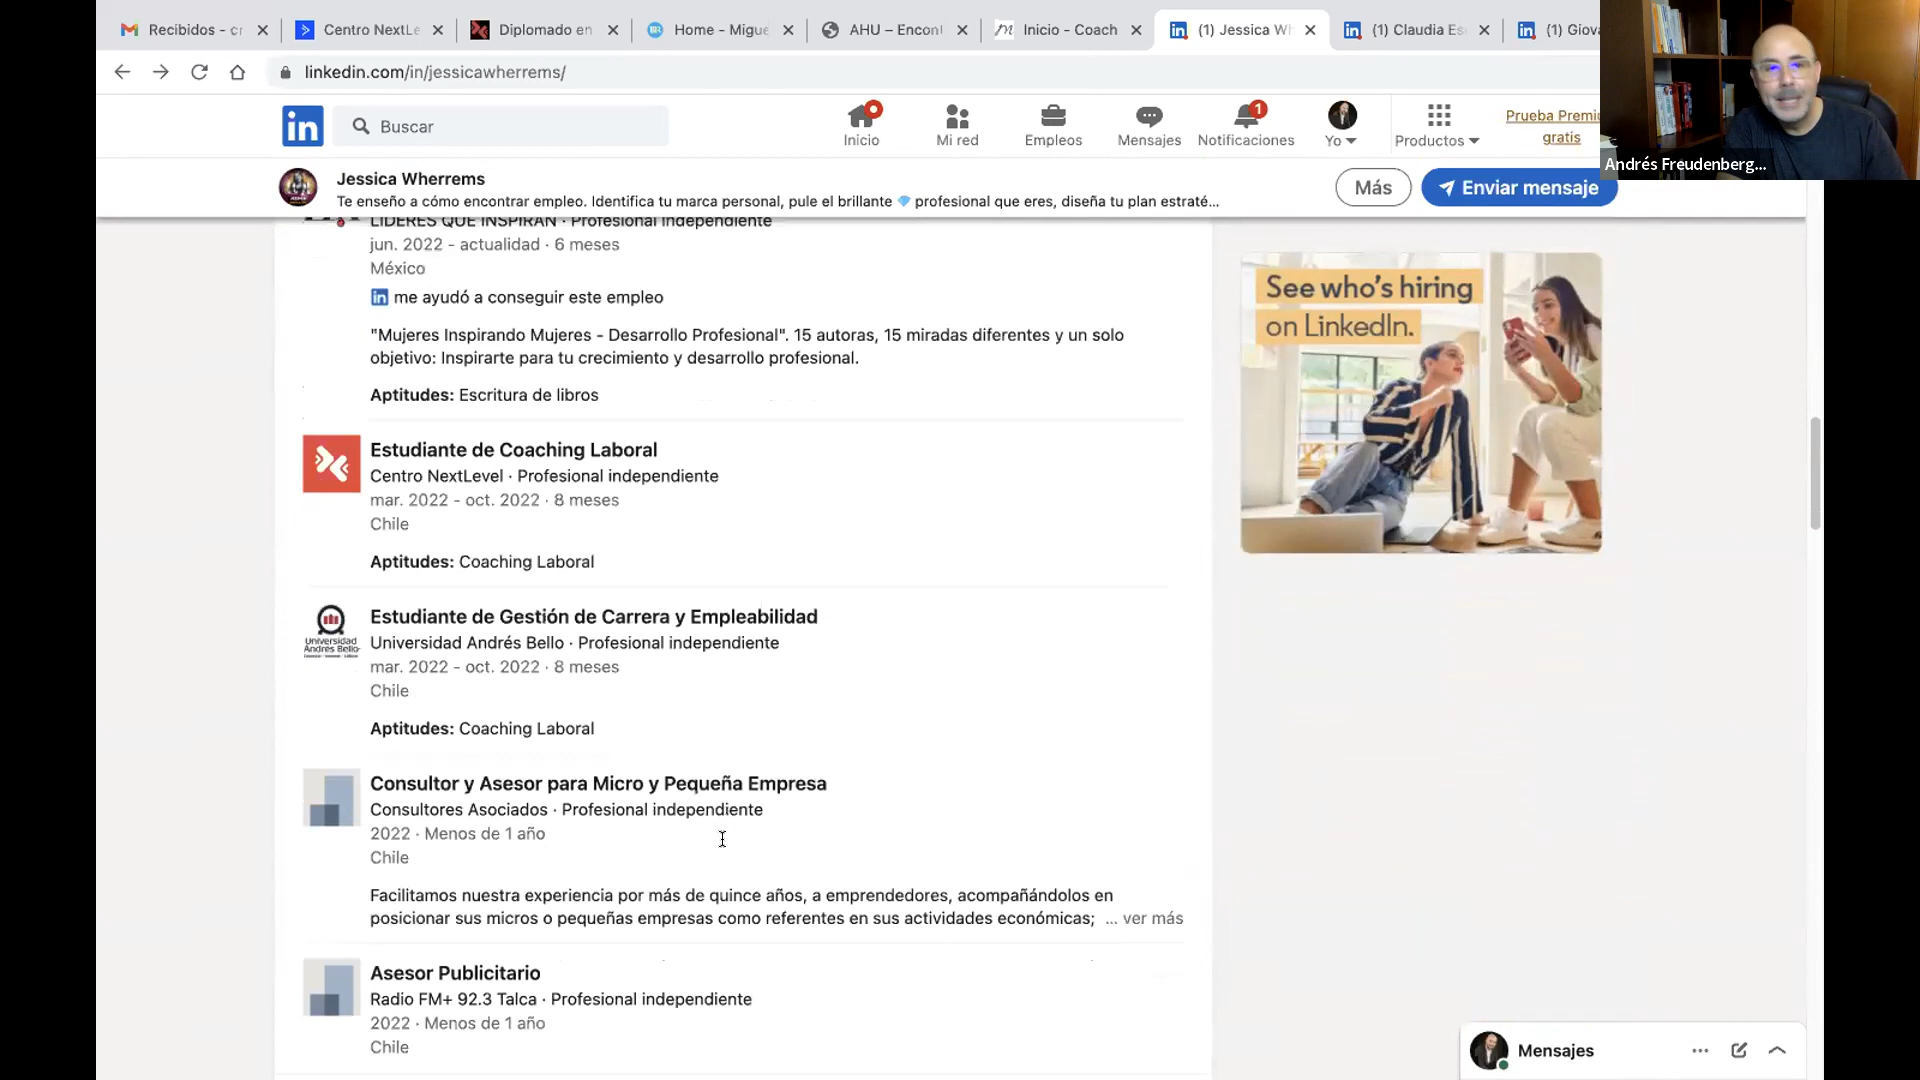 Recibidos - cr
Centro NextLe
Diplomado en
Home - Migue
AHU – Encont
Inicio - Coach
(1) Jessica Wh
(1) Claudia Es
(1) Giova
linkedin.com/in/jessicawherrems/
in
Buscar
Inicio
Mi red
Empleos
Mensajes
1
Notificaciones
Yo
Productos
Prueba Premiu
gratis
Andrés Freudenberg...
Jessica Wherrems
Te enseño a cómo encontrar empleo. Identifica tu marca personal, pule el brillante 💎 profesional que eres, diseña tu plan estraté...
Más
Enviar mensaje
LIDERES QUE INSPIRAN · Profesional independiente
jun. 2022 - actualidad · 6 meses
México
in me ayudó a conseguir este empleo
"Mujeres Inspirando Mujeres - Desarrollo Profesional". 15 autoras, 15 miradas diferentes y un solo
objetivo: Inspirarte para tu crecimiento y desarrollo profesional.
Aptitudes: Escritura de libros
Estudiante de Coaching Laboral
Centro NextLevel · Profesional independiente
mar. 2022 - oct. 2022 · 8 meses
Chile
Aptitudes: Coaching Laboral
Universidad
Andrés Bello
Estudiante de Gestión de Carrera y Empleabilidad
Universidad Andrés Bello · Profesional independiente
mar. 2022 - oct. 2022 · 8 meses
Chile
Aptitudes: Coaching Laboral
Consultor y Asesor para Micro y Pequeña Empresa
Consultores Asociados · Profesional independiente
2022 · Menos de 1 año
Chile
Facilitamos nuestra experiencia por más de quince años, a emprendedores, acompañándolos en
posicionar sus micros o pequeñas empresas como referentes en sus actividades económicas; ... ver más
Asesor Publicitario
Radio FM+ 92.3 Talca · Profesional independiente
2022 · Menos de 1 año
Chile
See who's hiring
on LinkedIn.
Mensajes